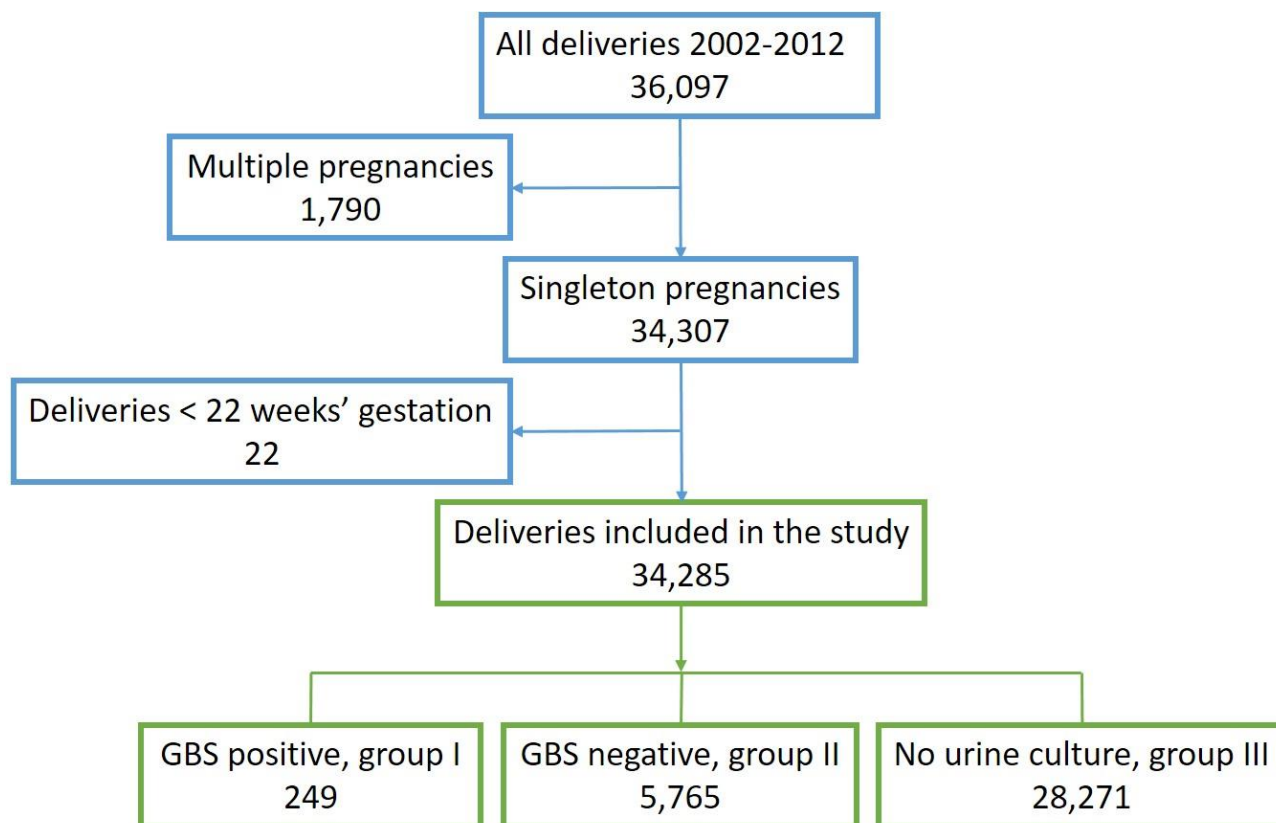 All deliveries 2002-2012
36,097
Multiple pregnancies
1,790
Singleton pregnancies
34,307
Deliveries < 22 weeks’ gestation
22
Deliveries included in the study
34,285
GBS positive, group I
249
GBS negative, group II
5,765
No urine culture, group III
28,271